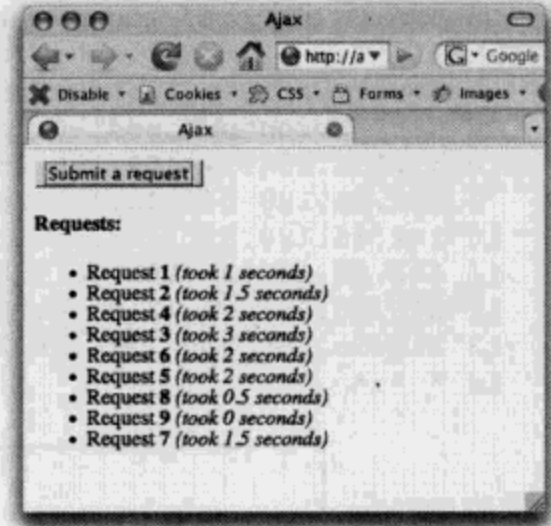 Ajax
http://a
G Google
Disable Cookies CSS Forms Images
Ajax
Submit a request
Requests:
• Request 1 (took 1 seconds)
• Request 2 (took 1.5 seconds)
• Request 4 (took 2 seconds)
• Request 3 (took 3 seconds)
• Request 6 (took 2 seconds)
• Request 5 (took 2 seconds)
• Request 8 (took 0.5 seconds)
• Request 9 (took 0 seconds)
• Request 7 (took 1.5 seconds)